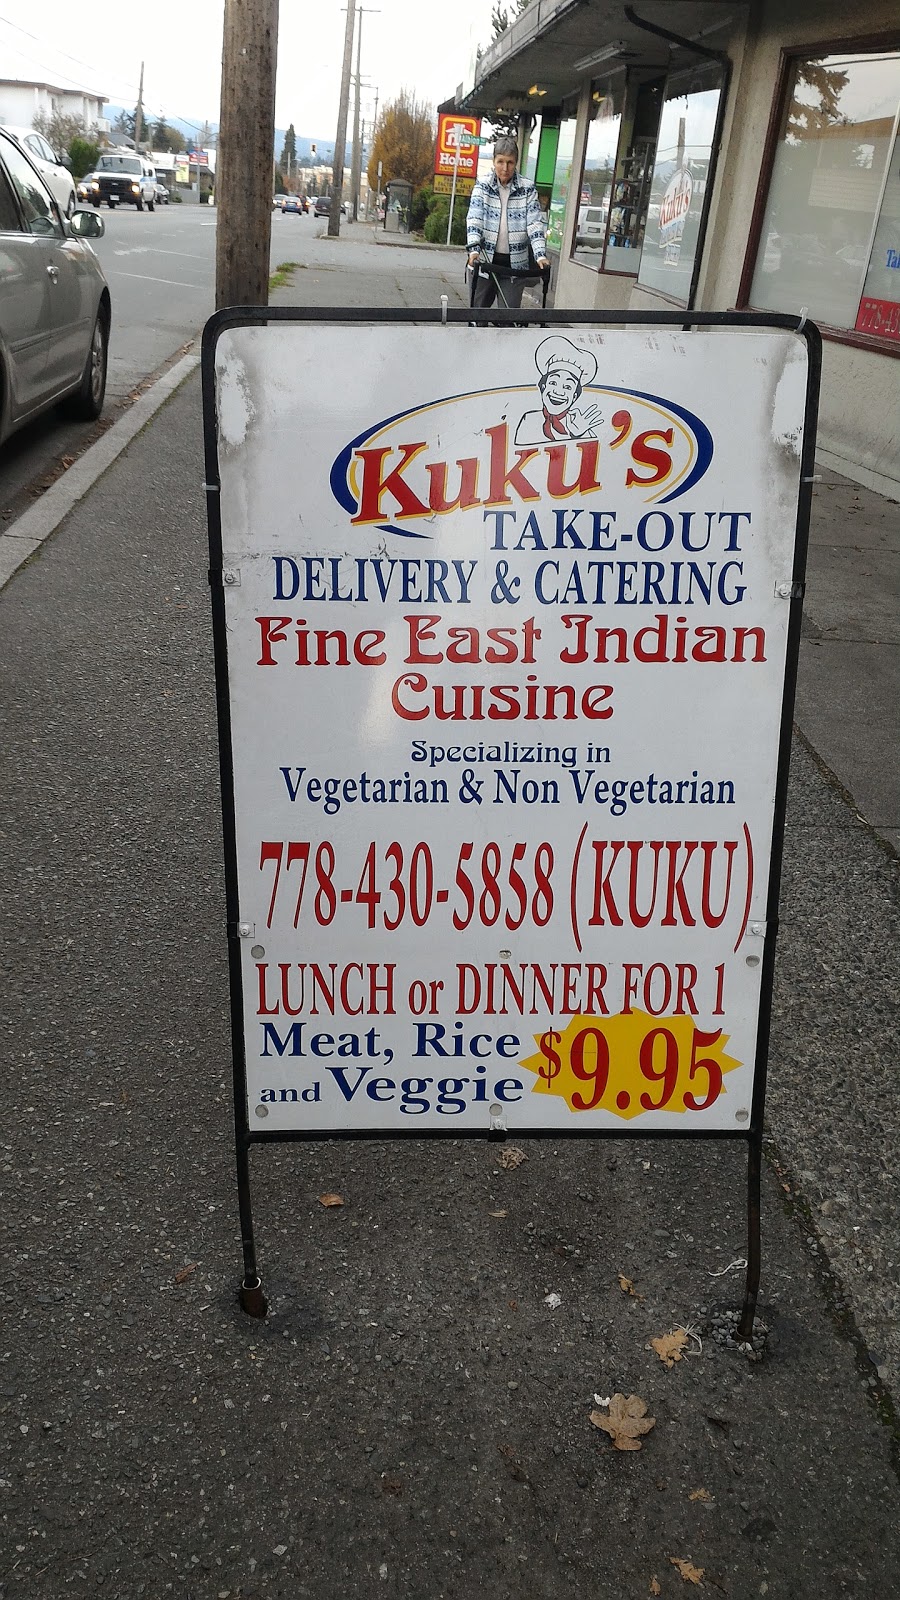 Kuku's
TAKE-OUT
DELIVERY & CATERING
Fine East Indian
Cuisine
Specializing in
Vegetarian & Non Vegetarian
778-430-5858 (KUKU)
LUNCH or DINNER FOR 1
Meat, Rice
and Veggie
$9.95
Home
Kuku's